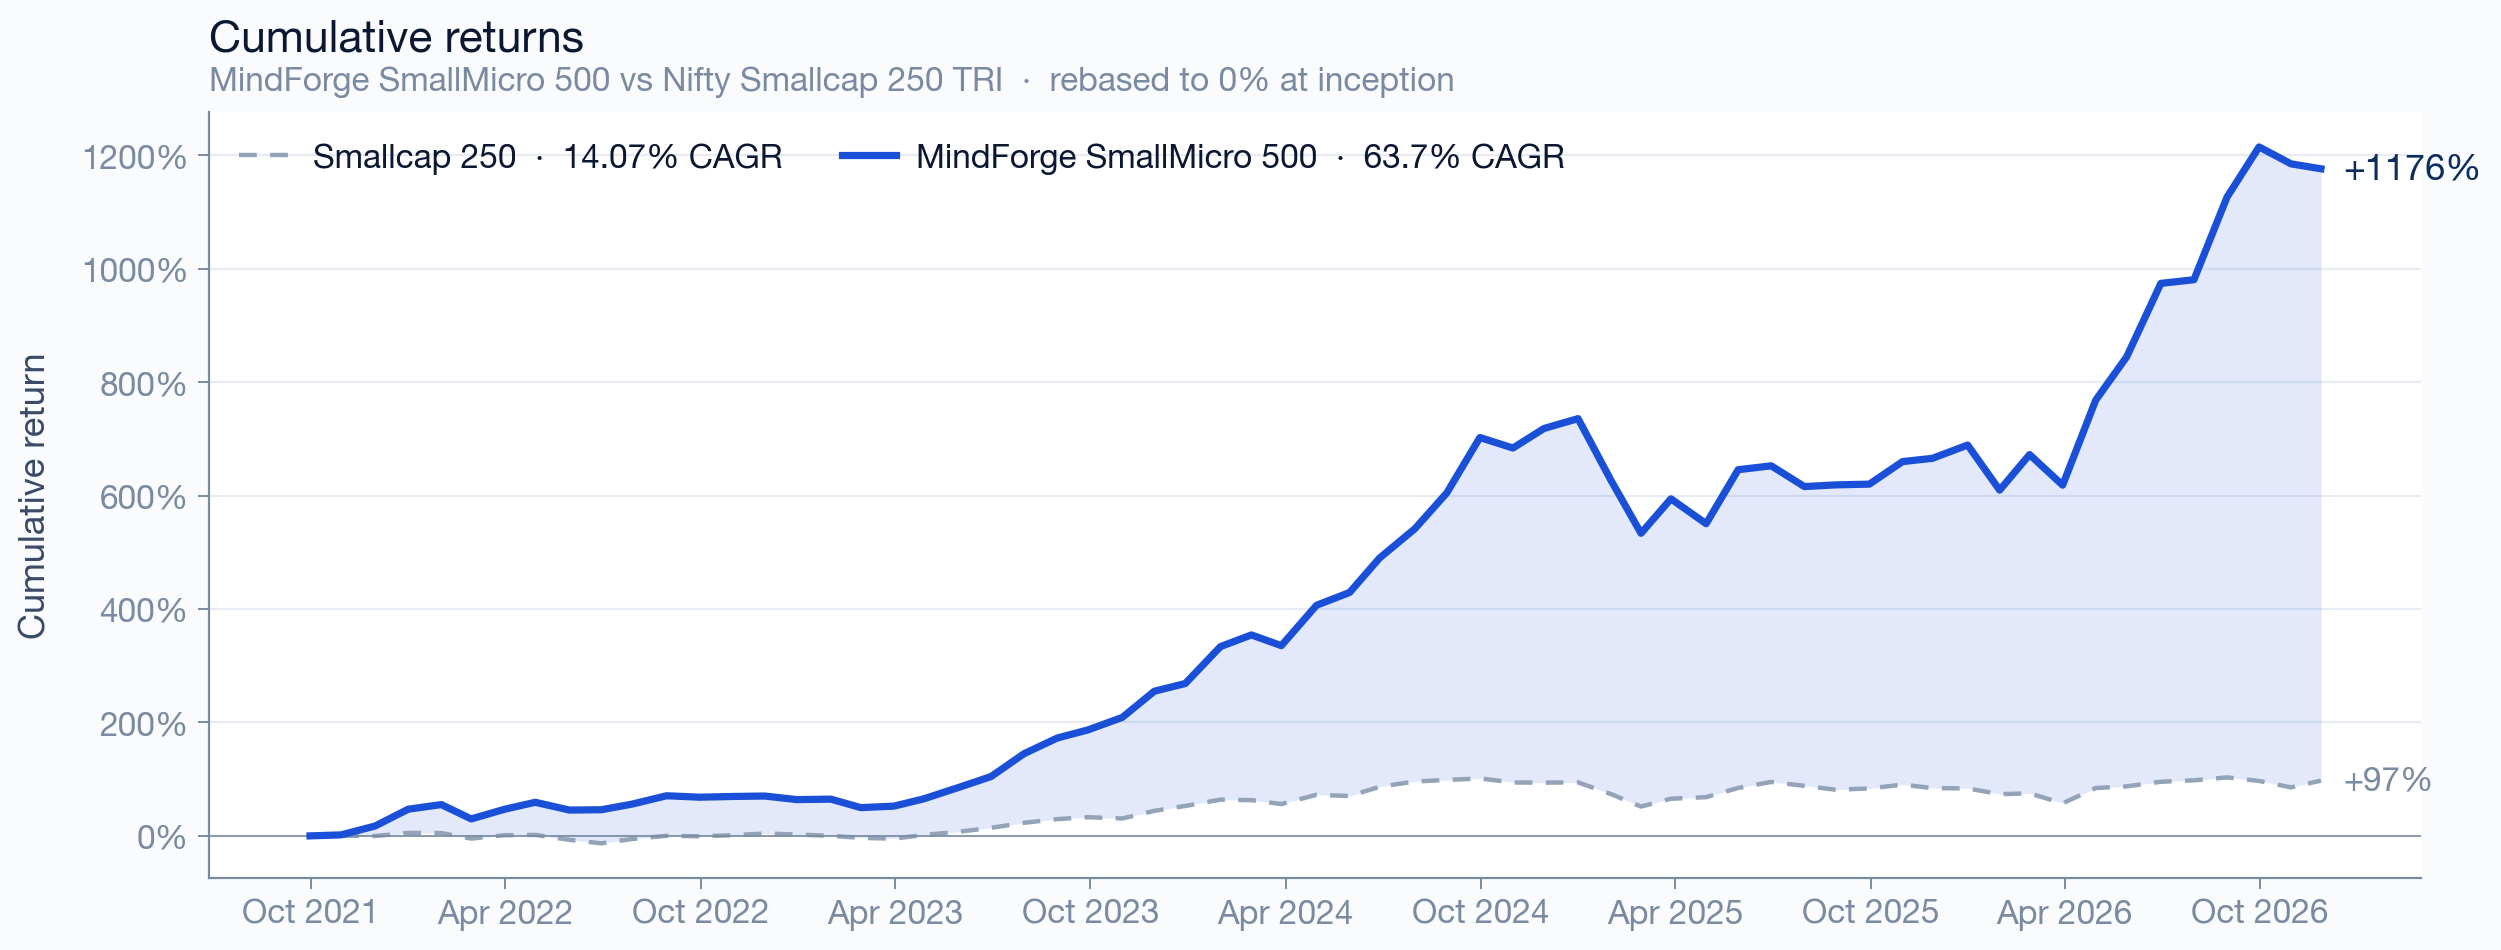 Cumulative returns
MindForge SmallMicro 500 vs Nifty Smallcap 250 TRI · rebased to 0% at inception
Smallcap 250 · 14.07% CAGR
MindForge SmallMicro 500 · 63.7% CAGR
1200%
1000%
800%
600%
400%
200%
0%
Cumulative return
+1176%
+97%
Oct 2021
Apr 2022
Oct 2022
Apr 2023
Oct 2023
Apr 2024
Oct 2024
Apr 2025
Oct 2025
Apr 2026
Oct 2026